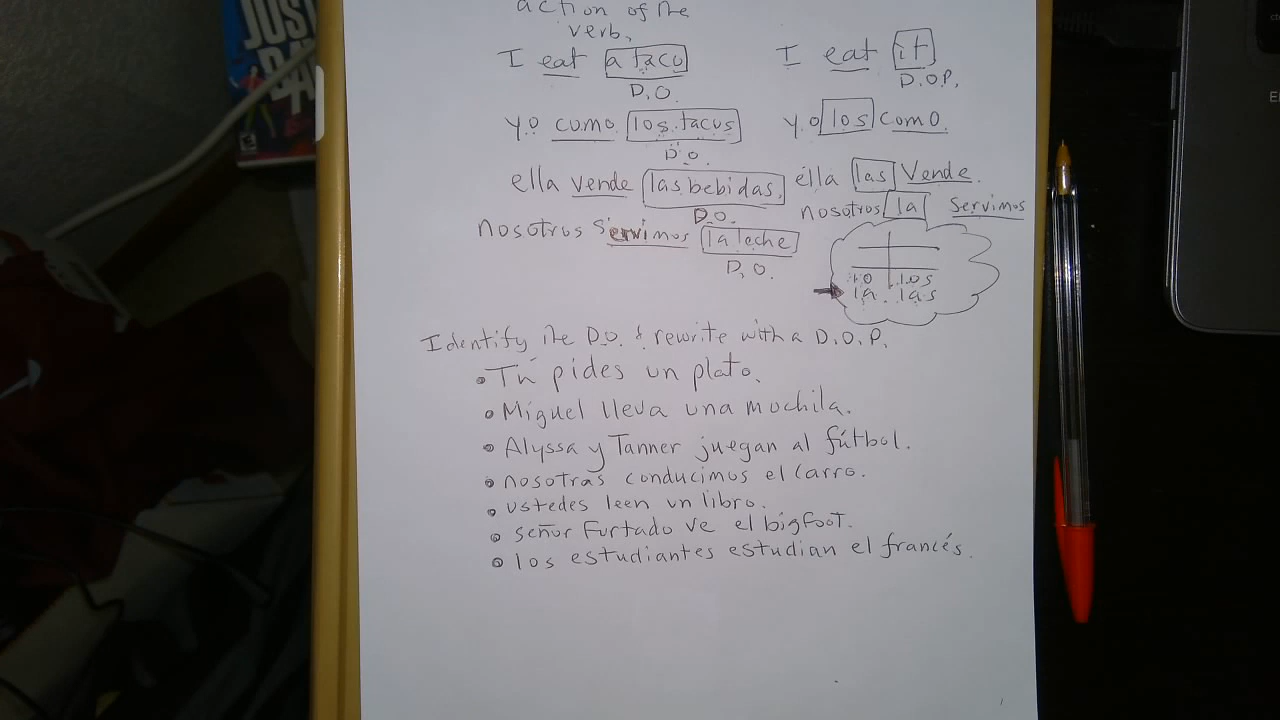 JUST
action of the
verb.
I eat a taco I eat it
D.O. D.O.P.
yo como los tacos yo los como.
D.O.
ella vende las bebidas. élla las Vende.
D.O.
nosotros la servimos
nosotros servimos la leche
D.O.
lo los
la las
Identify the D.O. & rewrite with a D.O.P.
• Tú pides un plato.
• Miguel lleva una mochila.
• Alyssa y Tanner juegan al fútbol.
• nosotras conducimos el carro.
• ustedes leen un libro.
• señor Furtado ve el bigfoot.
• los estudiantes estudian el francés.